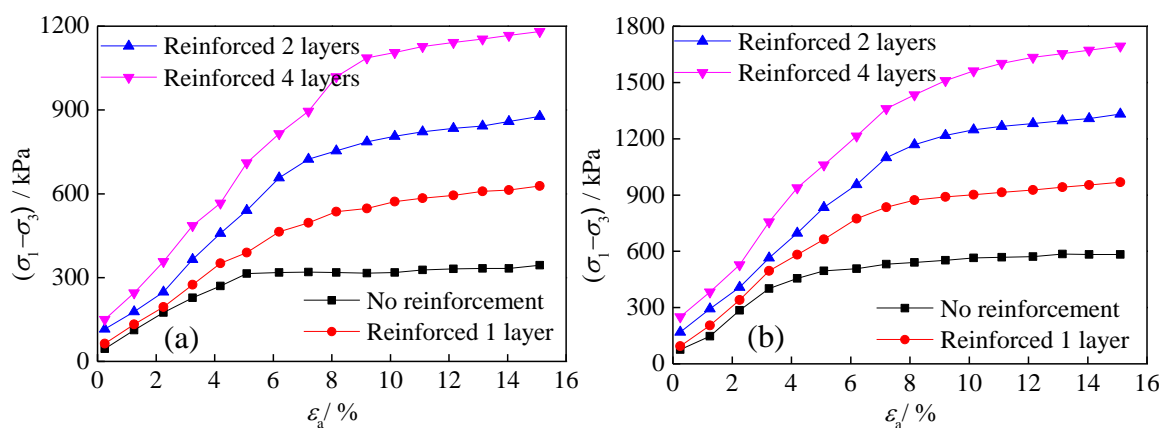 1200
900
600
300
0
(σ1−σ3) / kPa
Reinforced 2 layers
Reinforced 4 layers
No reinforcement
Reinforced 1 layer
(a)
0 2 4 6 8 10 12 14 16
εa/ %
1800
1500
1200
900
600
300
0
(σ1−σ3) / kPa
Reinforced 2 layers
Reinforced 4 layers
No reinforcement
Reinforced 1 layer
(b)
0 2 4 6 8 10 12 14 16
εa/ %